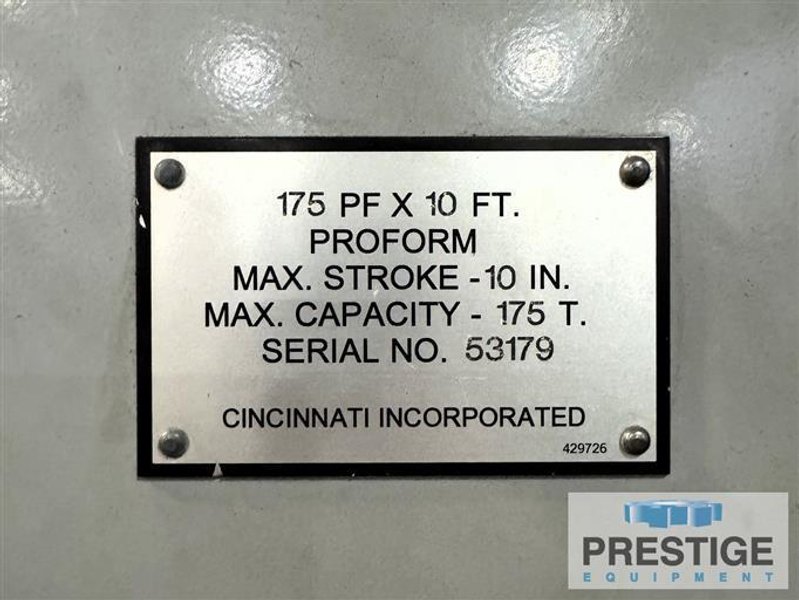 175 PF X 10 FT.
PROFORM
MAX. STROKE - 10 IN.
MAX. CAPACITY - 175 T.
SERIAL NO. 53179
CINCINNATI INCORPORATED
429726
PRESTIGE
EQUIPMENT